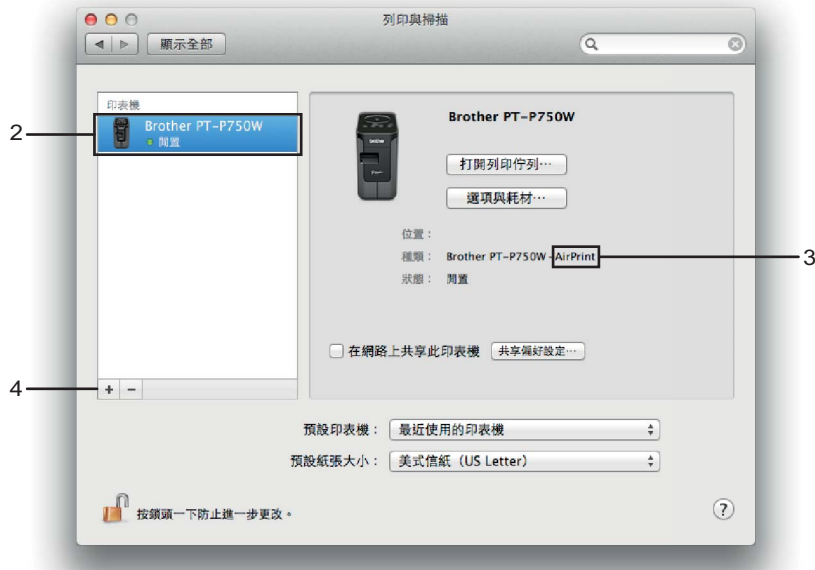 列印與掃描
顯示全部
印表機
2
Brother PT-P750W
閒置
Brother PT-P750W
打開列印佇列…
選項與耗材…
位置：
種類： Brother PT-P750W - AirPrint
3
狀態： 閒置
在網路上共享此印表機 共享偏好設定…
4
+ −
預設印表機： 最近使用的印表機
預設紙張大小： 美式信紙（US Letter）
按鎖頭一下防止進一步更改。
?